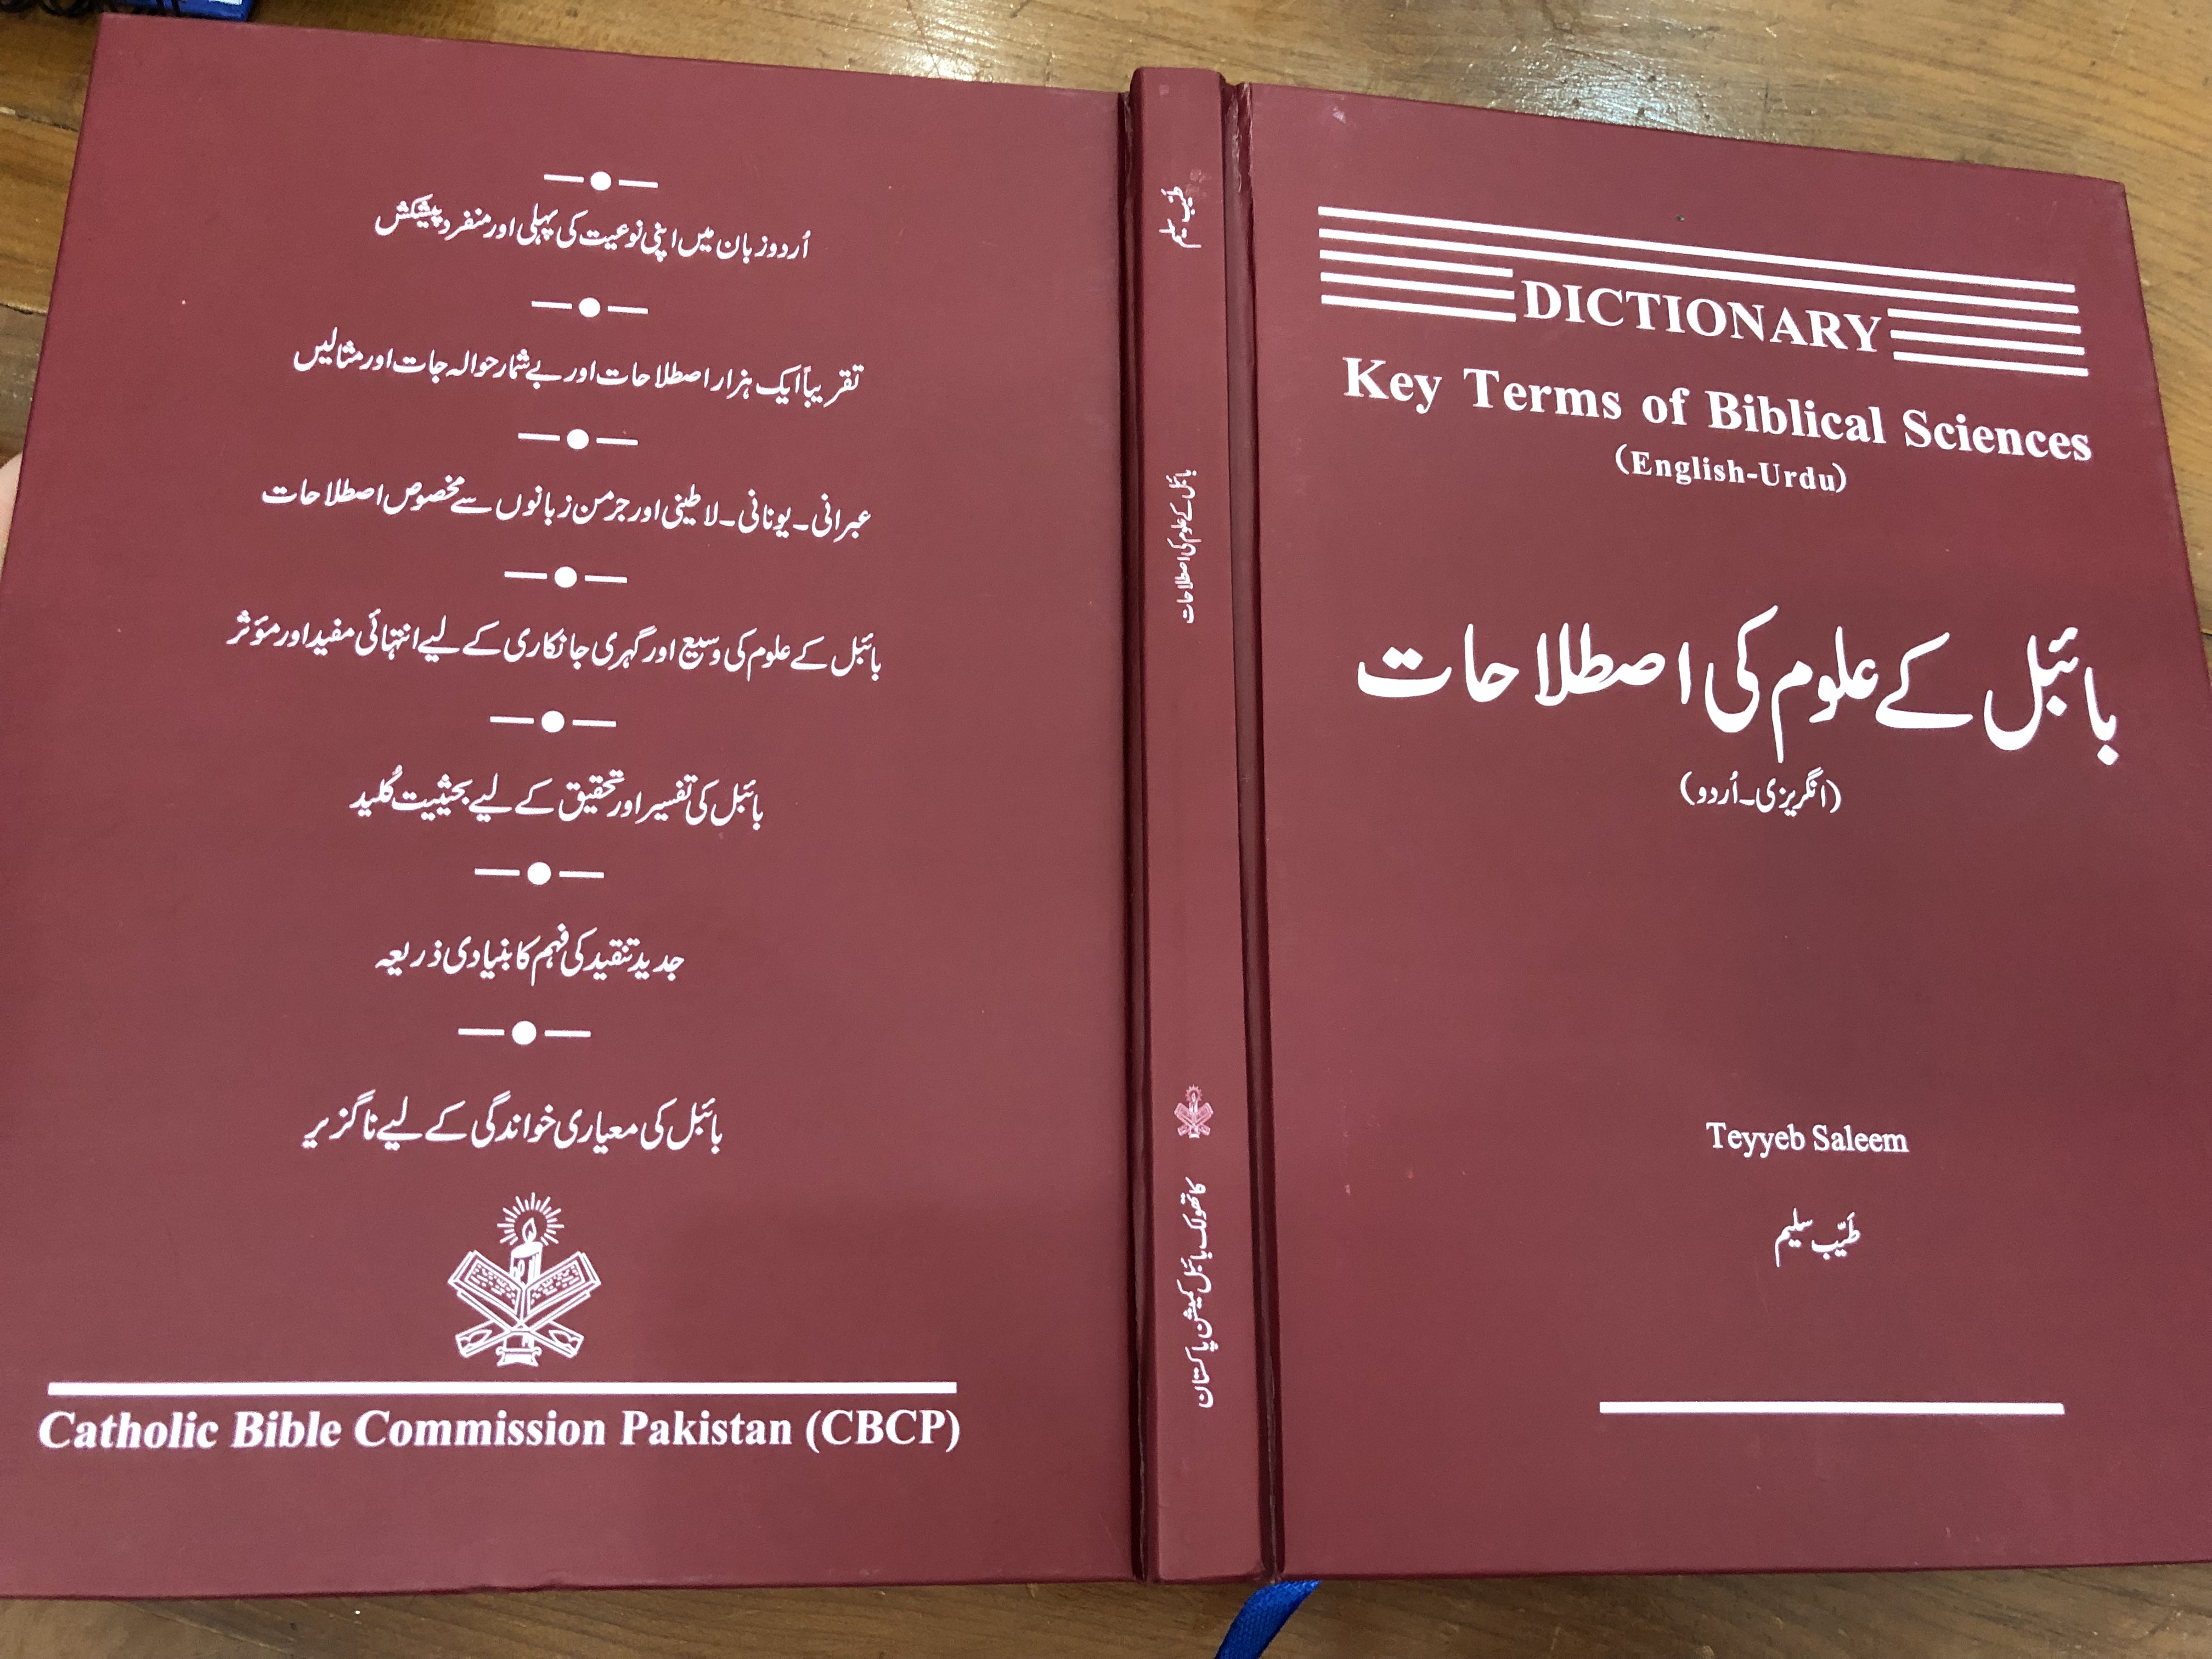 DICTIONARY
Key Terms of Biblical Sciences
(English-Urdu)
بائبل کے علوم کی اصطلاحات
(انگریزی۔اُردو)
Teyyeb Saleem
طیّب سلیم
طیّب سلیم
بائبل کے علوم کی اصطلاحات
کاتھولک بائبل کمیشن پاکستان
اُردو زبان میں اپنی نوعیت کی پہلی اور منفرد پیشکش
تقریباً ایک ہزار اصطلاحات اور بے شمار حوالہ جات اور مثالیں
عبرانی۔یونانی۔لاطینی اور جرمن زبانوں سے مخصوص اصطلاحات
بائبل کے علوم کی وسیع اور گہری جانکاری کے لیے انتہائی مفید اور مؤثر
بائبل کی تفسیر اور تحقیق کے لیے بحیثیت کُلید
جدید تنقید کی فہم کا بنیادی ذریعہ
بائبل کی معیاری خواندگی کے لیے ناگزیر
Catholic Bible Commission Pakistan (CBCP)